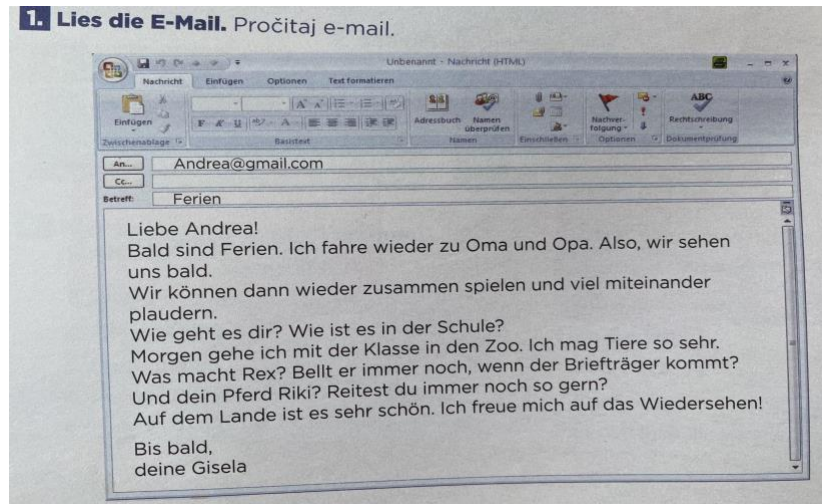 1. Lies die E-Mail. Pročitaj e-mail.
Unbenannt - Nachricht (HTML)
Nachricht Einfügen Optionen Text formatieren
Einfügen
F K U
Adressbuch
Namen
überprüfen
Nachver-
folgung
ABC
Rechtschreibung
Zwischenablage Basistext Namen Einschließen Optionen Dokumentprüfung
An... Andrea@gmail.com
Cc...
Betreff: Ferien
Liebe Andrea!
Bald sind Ferien. Ich fahre wieder zu Oma und Opa. Also, wir sehen
uns bald.
Wir können dann wieder zusammen spielen und viel miteinander
plaudern.
Wie geht es dir? Wie ist es in der Schule?
Morgen gehe ich mit der Klasse in den Zoo. Ich mag Tiere so sehr.
Was macht Rex? Bellt er immer noch, wenn der Briefträger kommt?
Und dein Pferd Riki? Reitest du immer noch so gern?
Auf dem Lande ist es sehr schön. Ich freue mich auf das Wiedersehen!
Bis bald,
deine Gisela